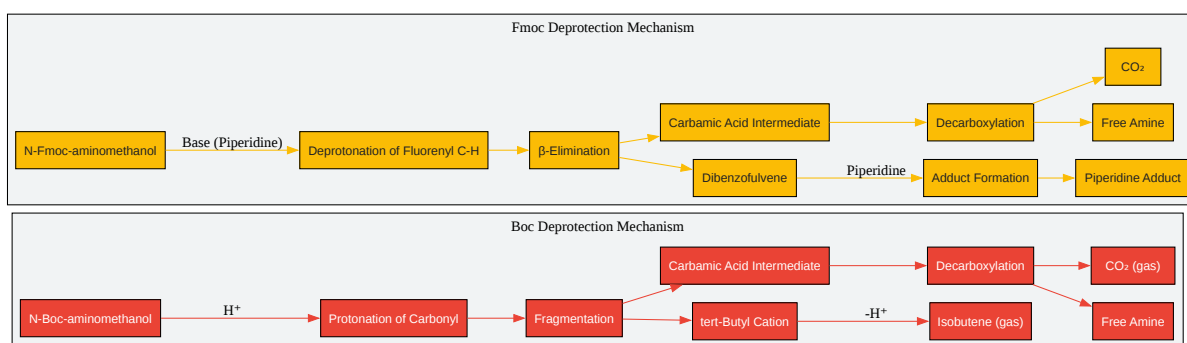 Fmoc Deprotection Mechanism
CO₂
N-Fmoc-aminomethanol
Base (Piperidine)
Deprotonation of Fluorenyl C-H
β-Elimination
Carbamic Acid Intermediate
Decarboxylation
Free Amine
Dibenzofulvene
Piperidine
Adduct Formation
Piperidine Adduct
Boc Deprotection Mechanism
Carbamic Acid Intermediate
Decarboxylation
CO₂ (gas)
N-Boc-aminomethanol
H⁺
Protonation of Carbonyl
Fragmentation
tert-Butyl Cation
-H⁺
Isobutene (gas)
Free Amine